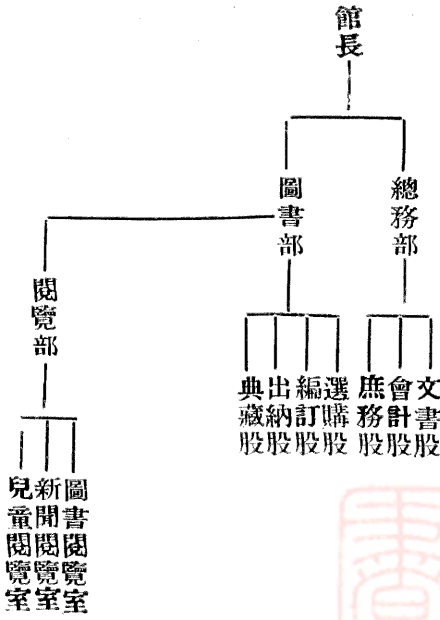 館長
總務部
圖書部
閱覽部
文書股
會計股
庶務股
選購股
編訂股
出納股
典藏股
圖書閱覽室
新聞閱覽室
兒童閱覽室